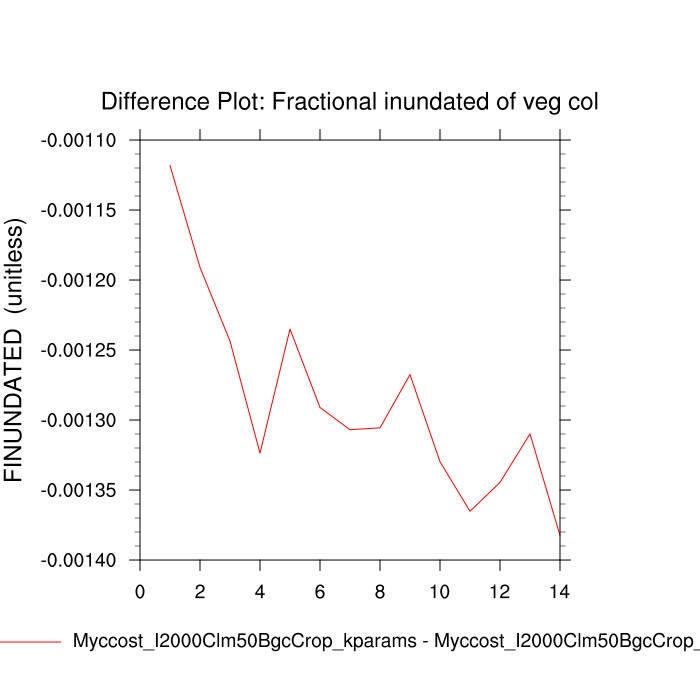 Difference Plot: Fractional inundated of veg col
FINUNDATED (unitless)
-0.00110
-0.00115
-0.00120
-0.00125
-0.00130
-0.00135
-0.00140
0 2 4 6 8 10 12 14
Myccost_I2000Clm50BgcCrop_kparams - Myccost_I2000Clm50BgcCrop_